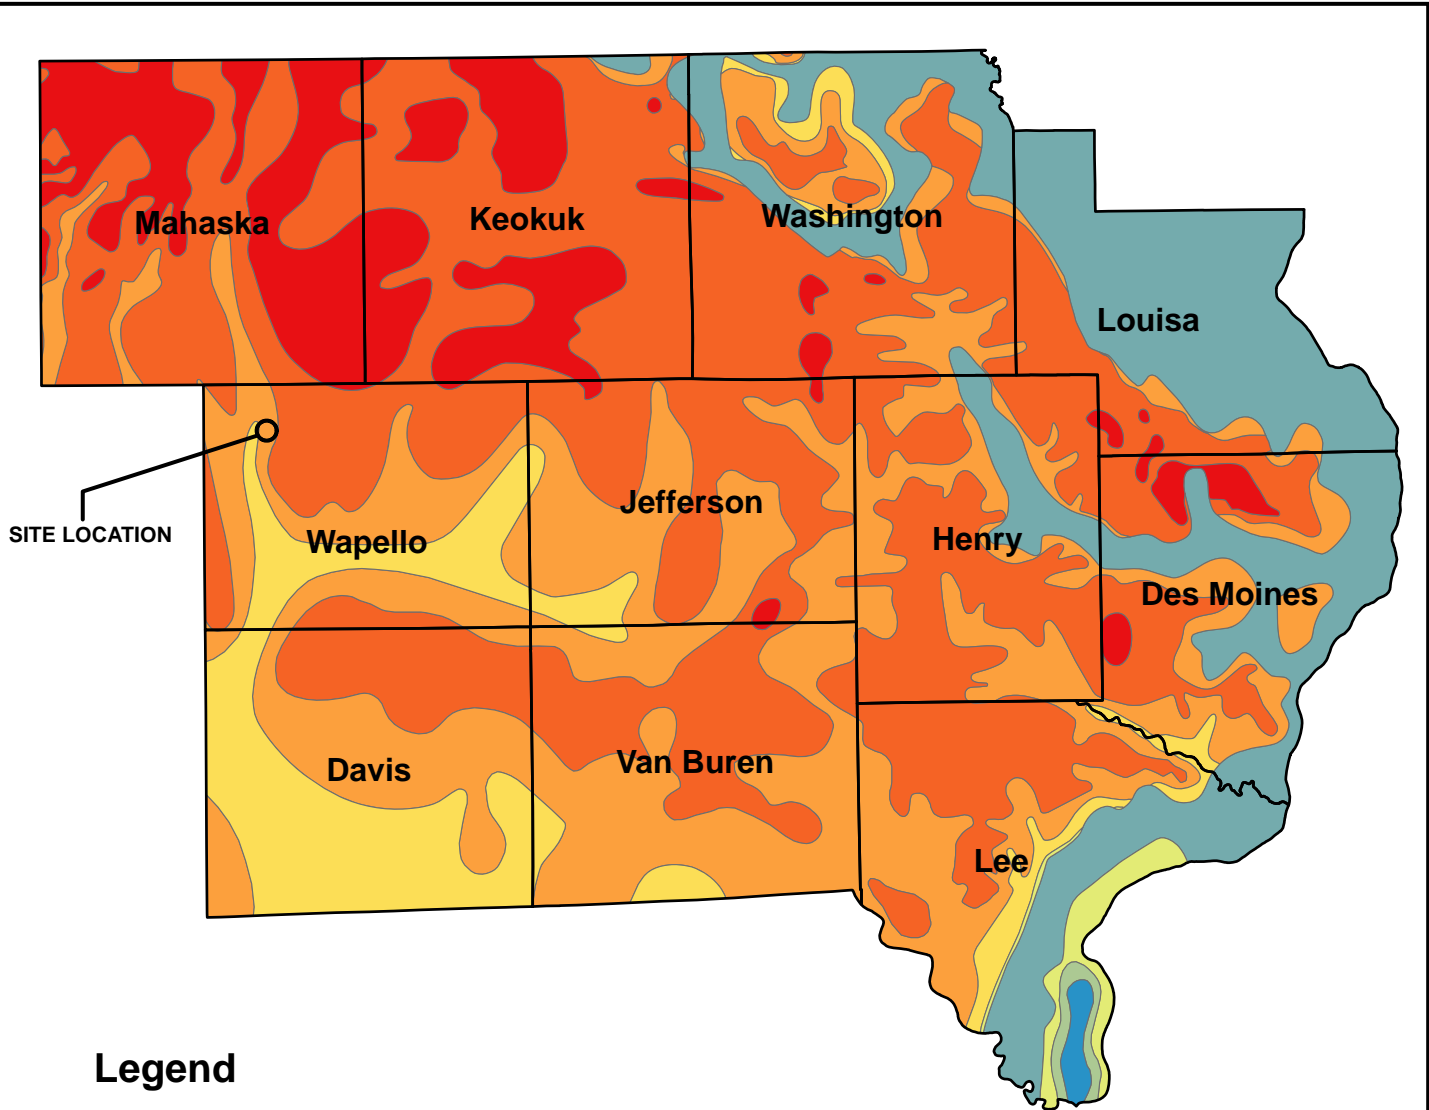 Mahaska
Keokuk
Washington
Louisa
SITE LOCATION
Wapello
Jefferson
Henry
Des Moines
Davis
Van Buren
Lee
Legend